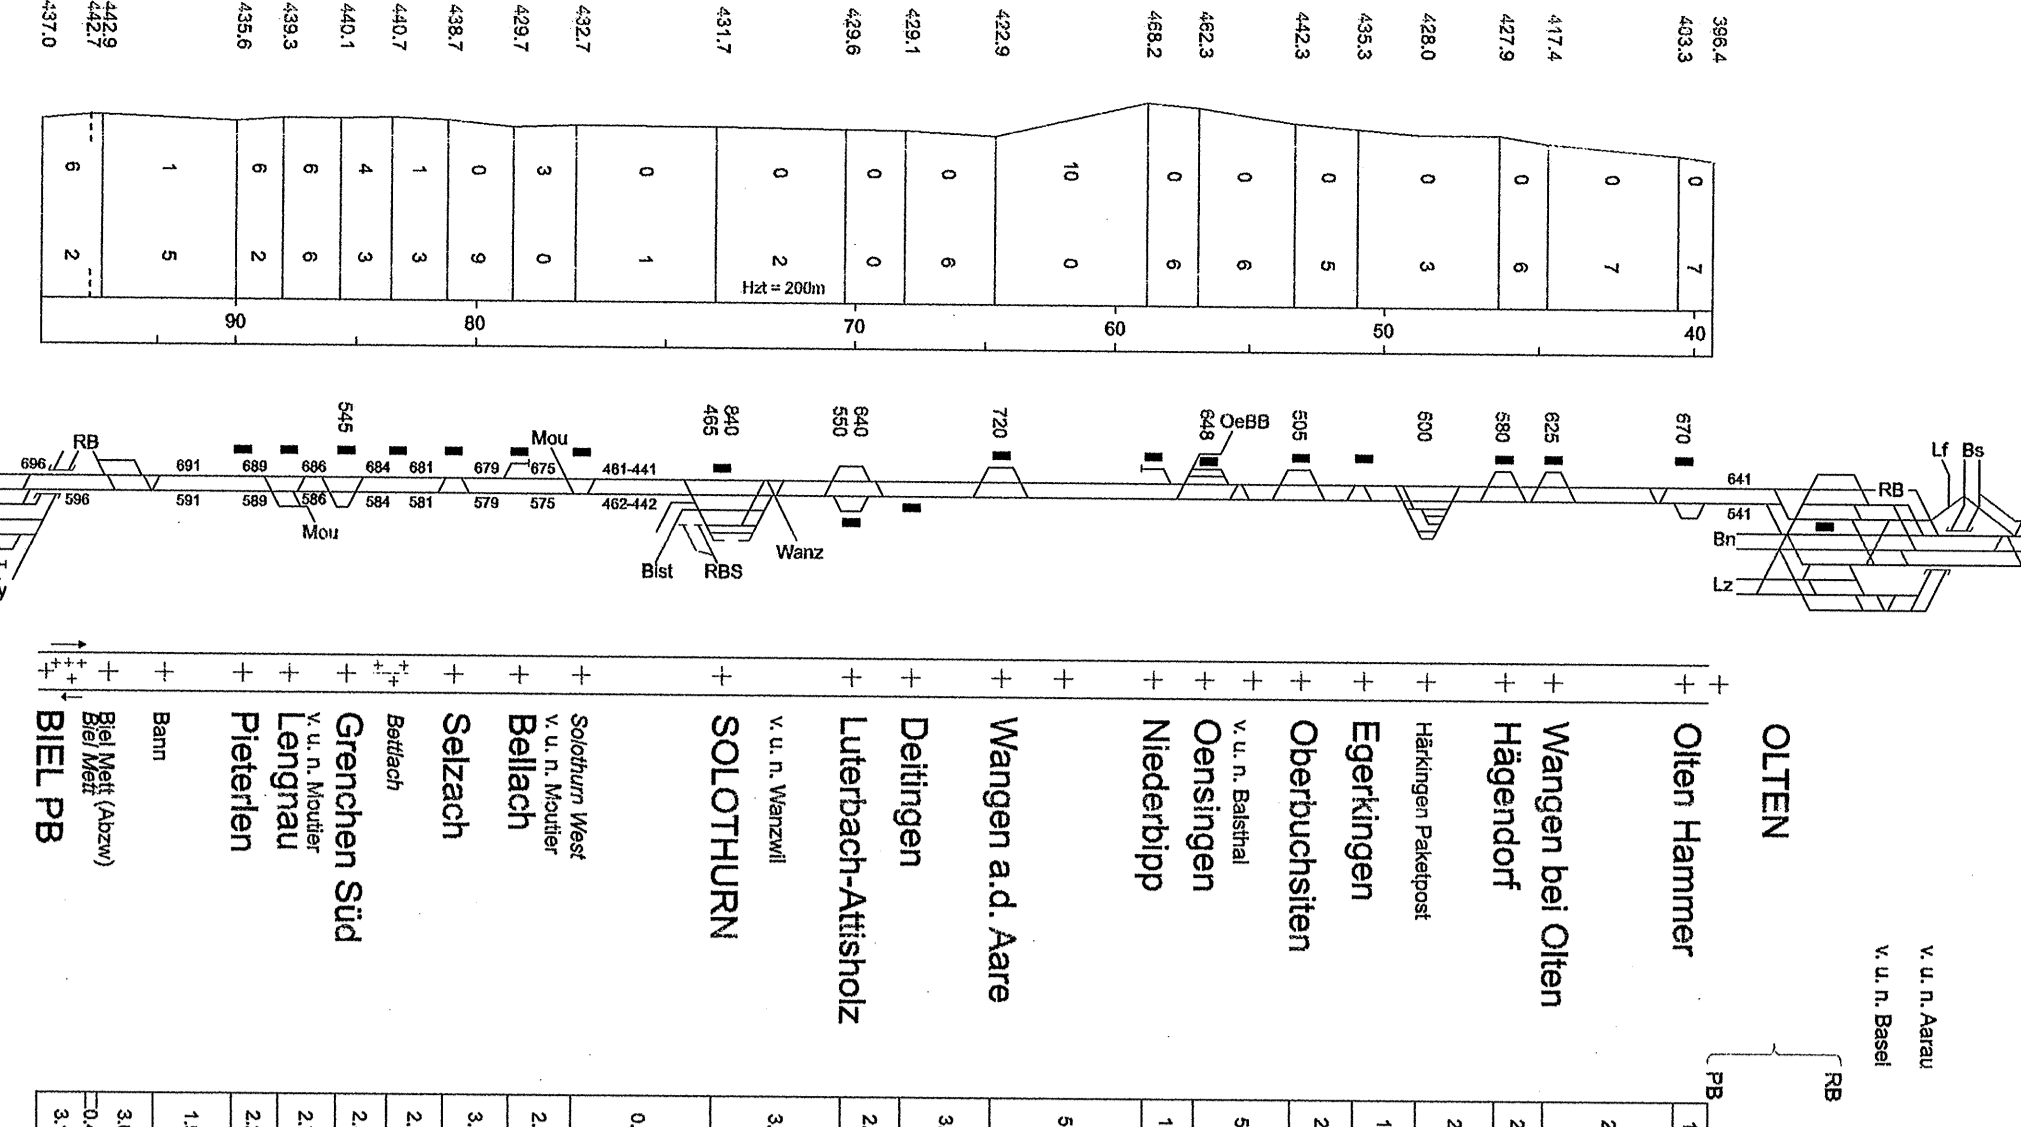 437.0
442.7
442.9
435.6
439.3
440.1
440.7
438.7
429.7
432.7
431.7
429.6
429.1
422.9
468.2
462.3
442.3
435.3
428.0
427.9
417.4
403.3
396.4
6 1 6 6 4 1 0 3 0 0 0 0 10 0 0 0 0 0 0 0
2 5 2 6 3 3 9 0 1 2 0 6 0 6 6 5 3 6 7 7
Hzt = 200m
90 80 70 60 50 40
545
465
840
550
640
720
648
OeBB
505
600
580
625
670
Lf Bs
RB
Mou
696 691 689 686 684 681 679 675 461-441 641 RB
596 591 589 586 584 581 579 575 462-442 541
Mou
Bist RBS Wanz
Bn
Lz
BIEL PB
Biel Mett
Biel Mett (Abzw)
Bann
Pieterlen
Lengnau
v. u. n. Moutier
Grenchen Süd
Bettlach
Selzach
Bellach
v. u. n. Moutier
Solothurn West
SOLOTHURN
v. u. n. Wanzwil
Luterbach-Attisholz
Deitingen
Wangen a.d. Aare
Niederbipp
Oensingen
v. u. n. Balsthal
Oberbuchsiten
Egerkingen
Härkingen Paketpost
Hägendorf
Wangen bei Olten
Olten Hammer
OLTEN
v. u. n. Basel
v. u. n. Aarau
PB
RB